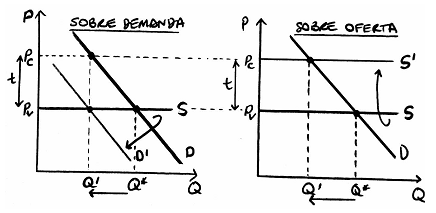 SOBRE DEMANDA
P
Pc
t
Pv
S
D'
D
Q'
Q*
Q
SOBRE OFERTA
P
Pc
S'
t
Pv
S
D
Q'
Q*
Q